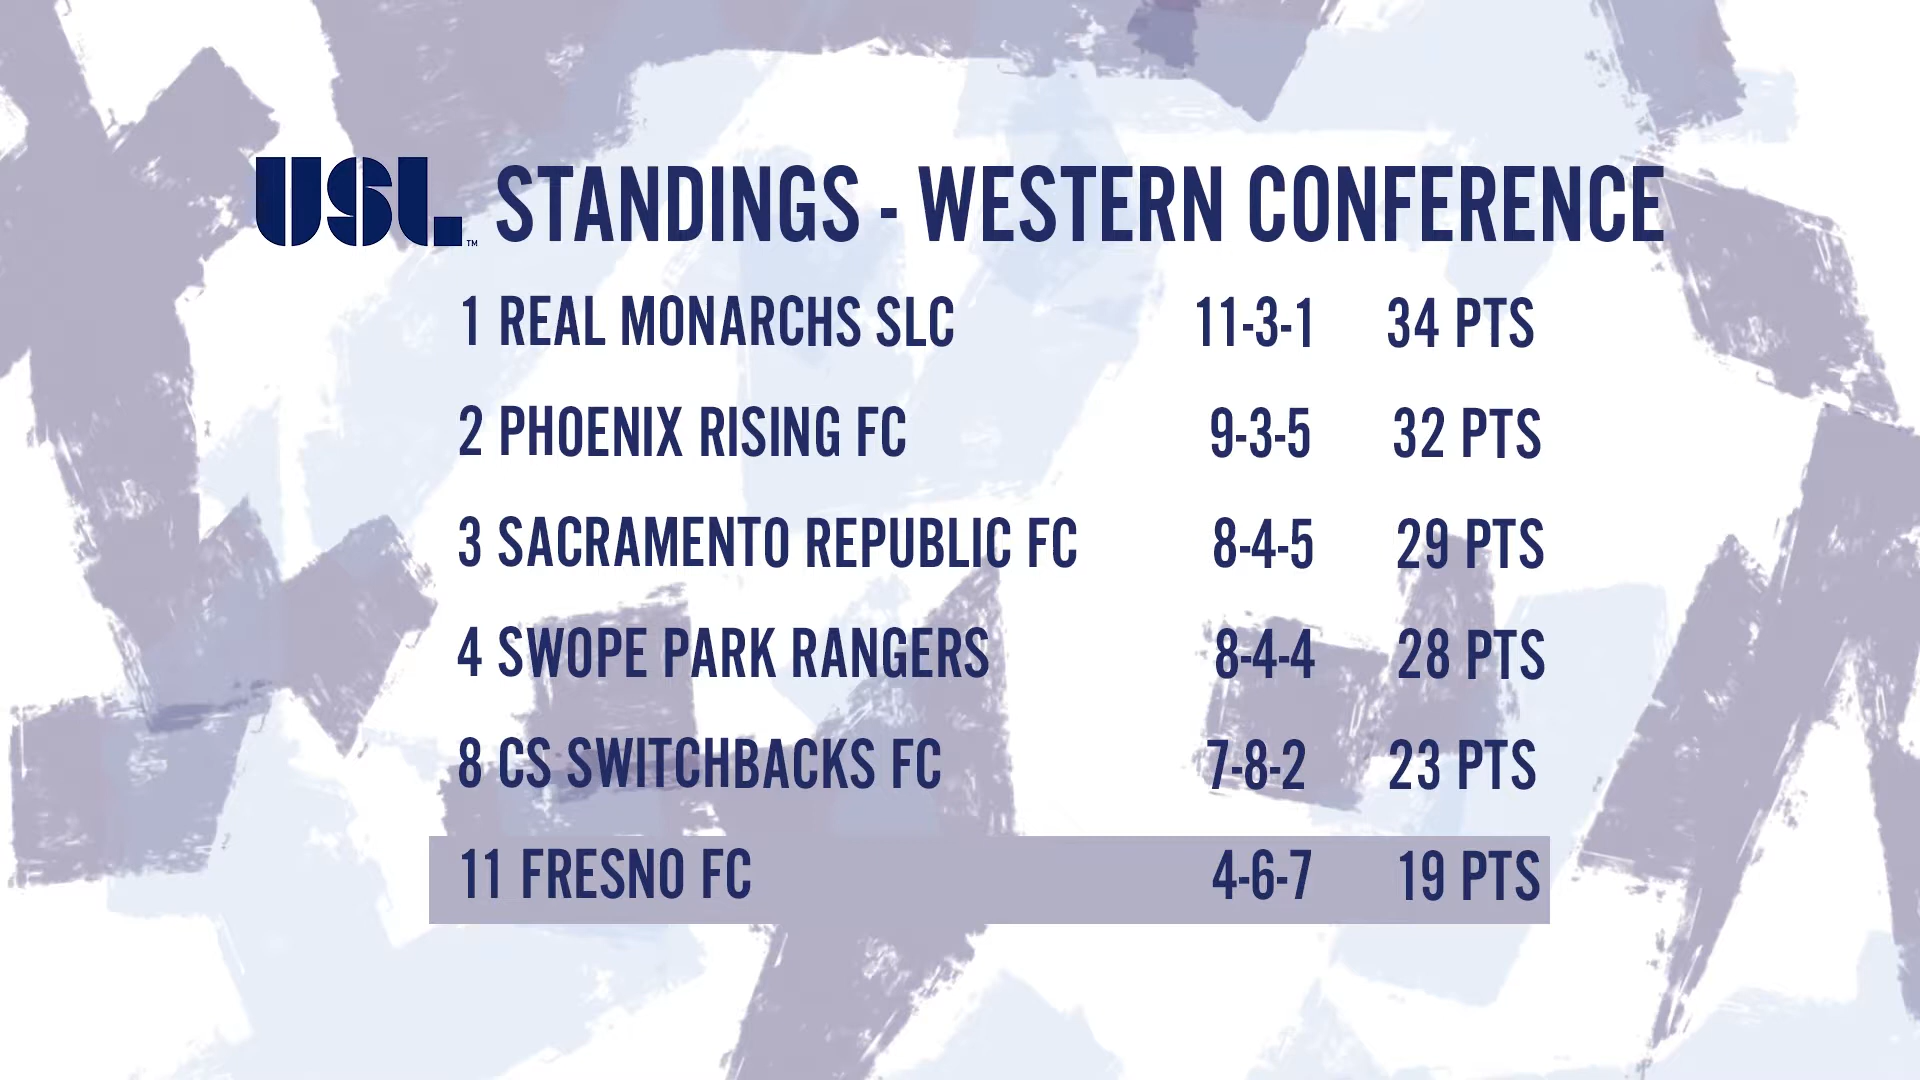 USL™ STANDINGS - WESTERN CONFERENCE
1 REAL MONARCHS SLC 11-3-1 34 PTS
2 PHOENIX RISING FC 9-3-5 32 PTS
3 SACRAMENTO REPUBLIC FC 8-4-5 29 PTS
4 SWOPE PARK RANGERS 8-4-4 28 PTS
8 CS SWITCHBACKS FC 7-8-2 23 PTS
11 FRESNO FC 4-6-7 19 PTS